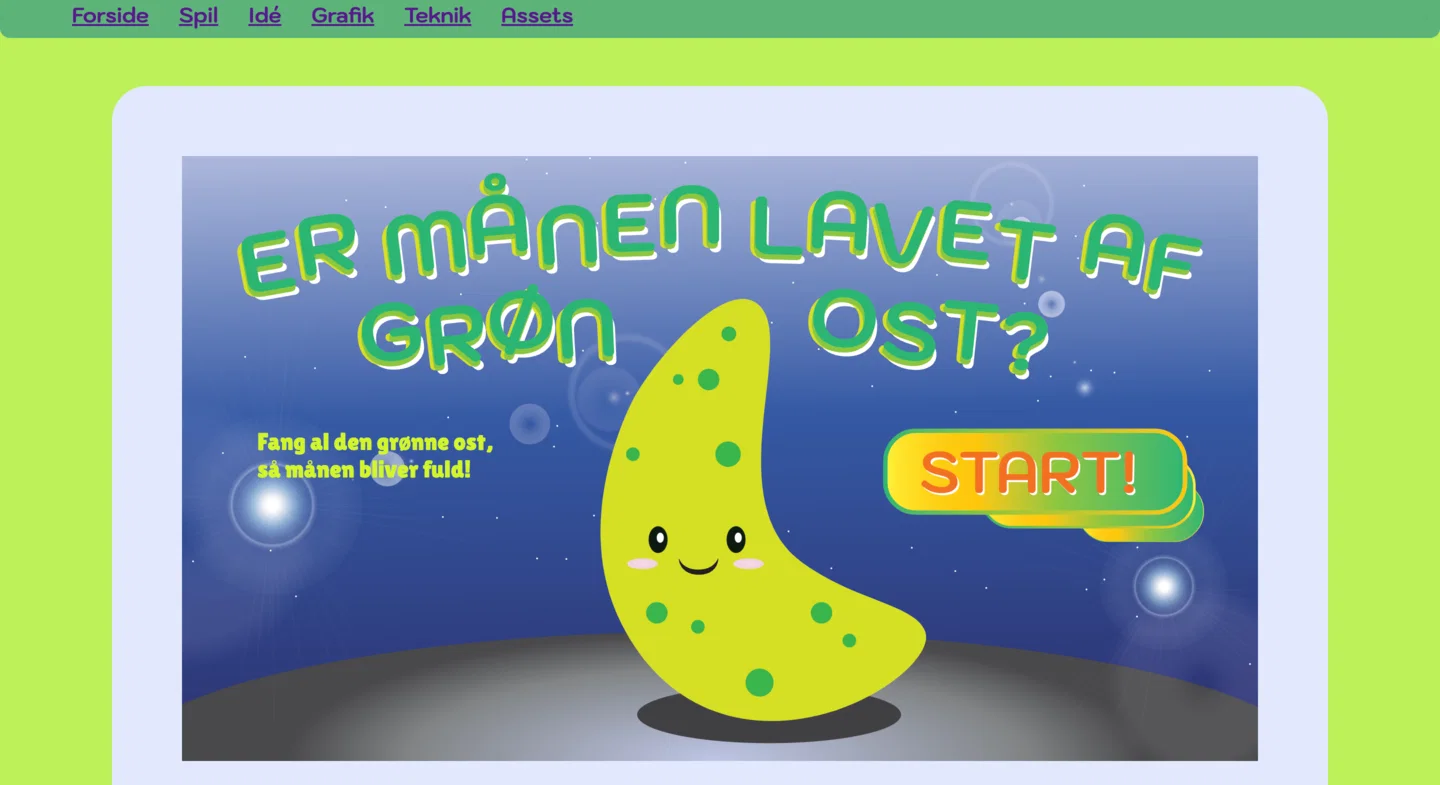 Forside Spil Idé Grafik Teknik Assets
ER MÅNEN LAVET AF
GRØN OST?
Fang al den grønne ost,
så månen bliver fuld!
START!